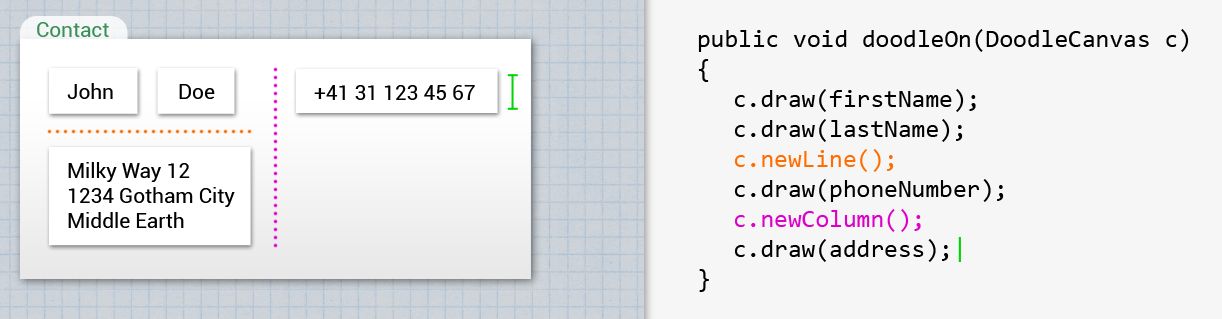 Contact
John
Doe
+41 31 123 45 67
Milky Way 12
1234 Gotham City
Middle Earth
public void doodleOn(DoodleCanvas c)
{
c.draw(firstName);
c.draw(lastName);
c.newLine();
c.draw(phoneNumber);
c.newColumn();
c.draw(address);
}